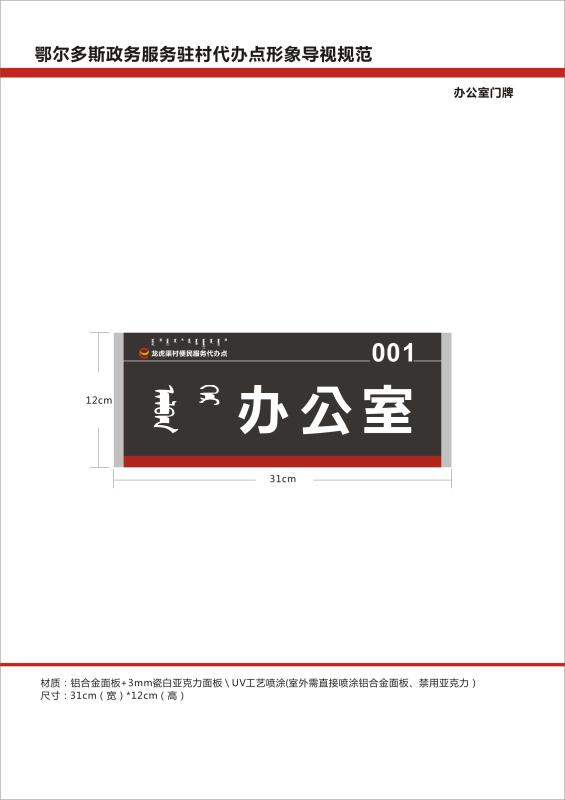 鄂尔多斯政务服务驻村代办点形象导视规范
办公室门牌
龙虎渠村便民服务代办点
001
办公室
12cm
31cm
材质：铝合金面板+3mm瓷白亚克力面板 \ UV工艺喷涂(室外需直接喷涂铝合金面板、禁用亚克力）
尺寸：31cm（宽）*12cm（高）